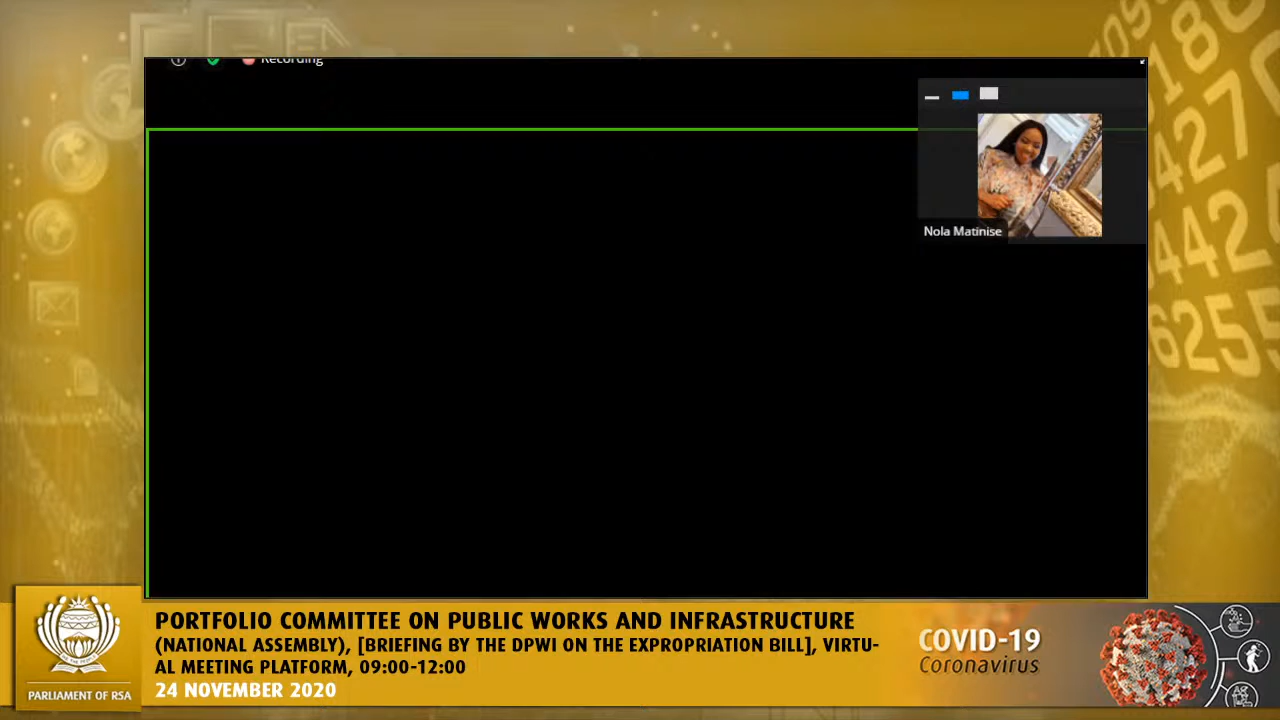 Recording
Nola Matinise
PORTFOLIO COMMITTEE ON PUBLIC WORKS AND INFRASTRUCTURE
(NATIONAL ASSEMBLY), [BRIEFING BY THE DPWI ON THE EXPROPRIATION BILL], VIRTU-
AL MEETING PLATFORM, 09:00-12:00
24 NOVEMBER 2020
PARLIAMENT OF RSA
COVID-19
Coronavirus